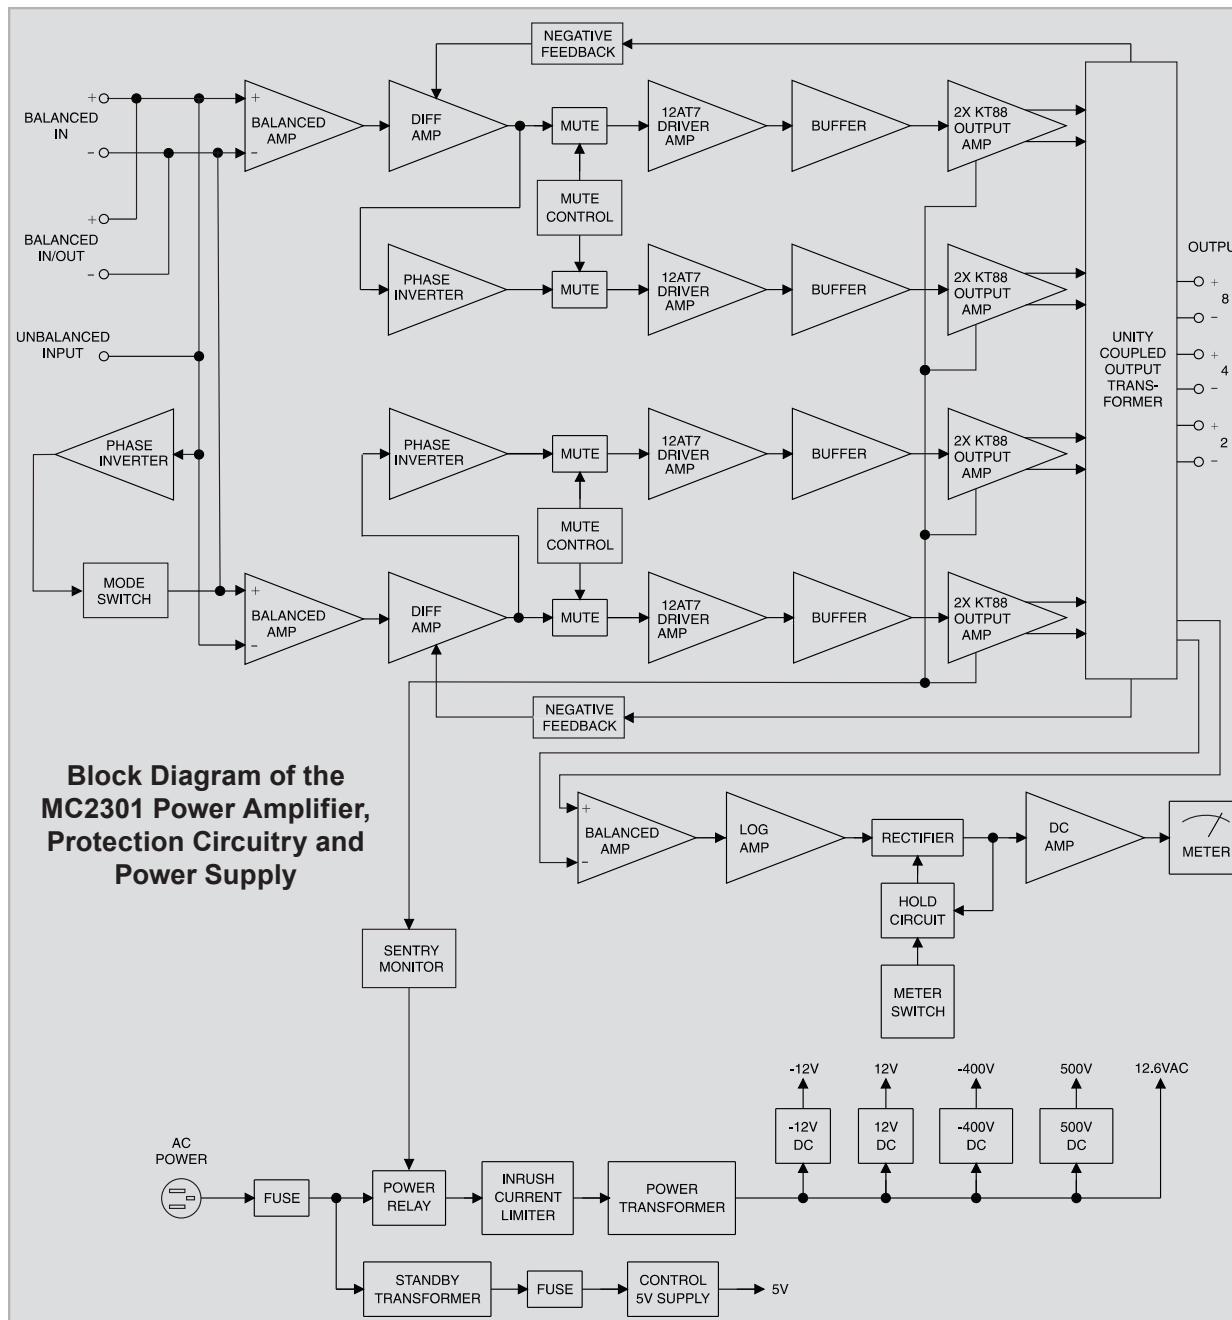 NEGATIVE
FEEDBACK
+
BALANCED
IN
-
+
BALANCED
AMP
-
DIFF
AMP
MUTE
12AT7
DRIVER
AMP
BUFFER
2X KT88
OUTPUT
AMP
MUTE
CONTROL
+
BALANCED
IN/OUT
-
PHASE
INVERTER
MUTE
12AT7
DRIVER
AMP
BUFFER
2X KT88
OUTPUT
AMP
UNBALANCED
INPUT
UNITY
COUPLED
OUTPUT
TRANS-
FORMER
OUTPU
+
8
-
+
4
-
+
2
-
PHASE
INVERTER
PHASE
INVERTER
MUTE
12AT7
DRIVER
AMP
BUFFER
2X KT88
OUTPUT
AMP
MUTE
CONTROL
MODE
SWITCH
+
BALANCED
AMP
-
DIFF
AMP
MUTE
12AT7
DRIVER
AMP
BUFFER
2X KT88
OUTPUT
AMP
NEGATIVE
FEEDBACK
Block Diagram of the
MC2301 Power Amplifier,
Protection Circuitry and
Power Supply
+
BALANCED
AMP
-
LOG
AMP
RECTIFIER
DC
AMP
METER
HOLD
CIRCUIT
METER
SWITCH
SENTRY
MONITOR
-12V
12V
-400V
500V
12.6VAC
-12V
DC
12V
DC
-400V
DC
500V
DC
AC
POWER
FUSE
POWER
RELAY
INRUSH
CURRENT
LIMITER
POWER
TRANSFORMER
STANDBY
TRANSFORMER
FUSE
CONTROL
5V SUPPLY
5V